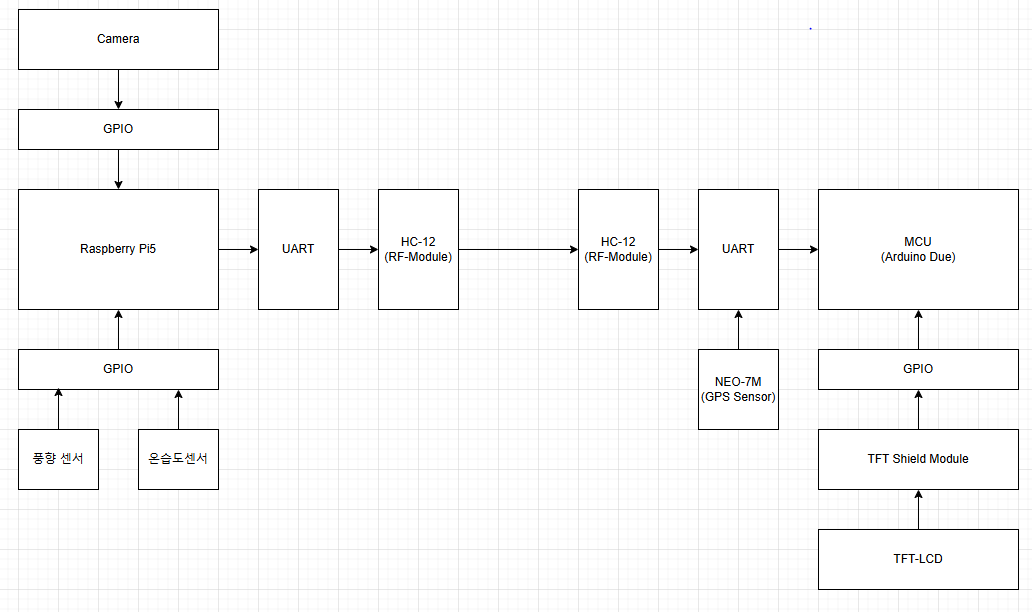 Camera
GPIO
Raspberry Pi5
UART
HC-12
(RF-Module)
HC-12
(RF-Module)
UART
MCU
(Arduino Due)
GPIO
NEO-7M
(GPS Sensor)
GPIO
풍향 센서
온습도센서
TFT Shield Module
TFT-LCD